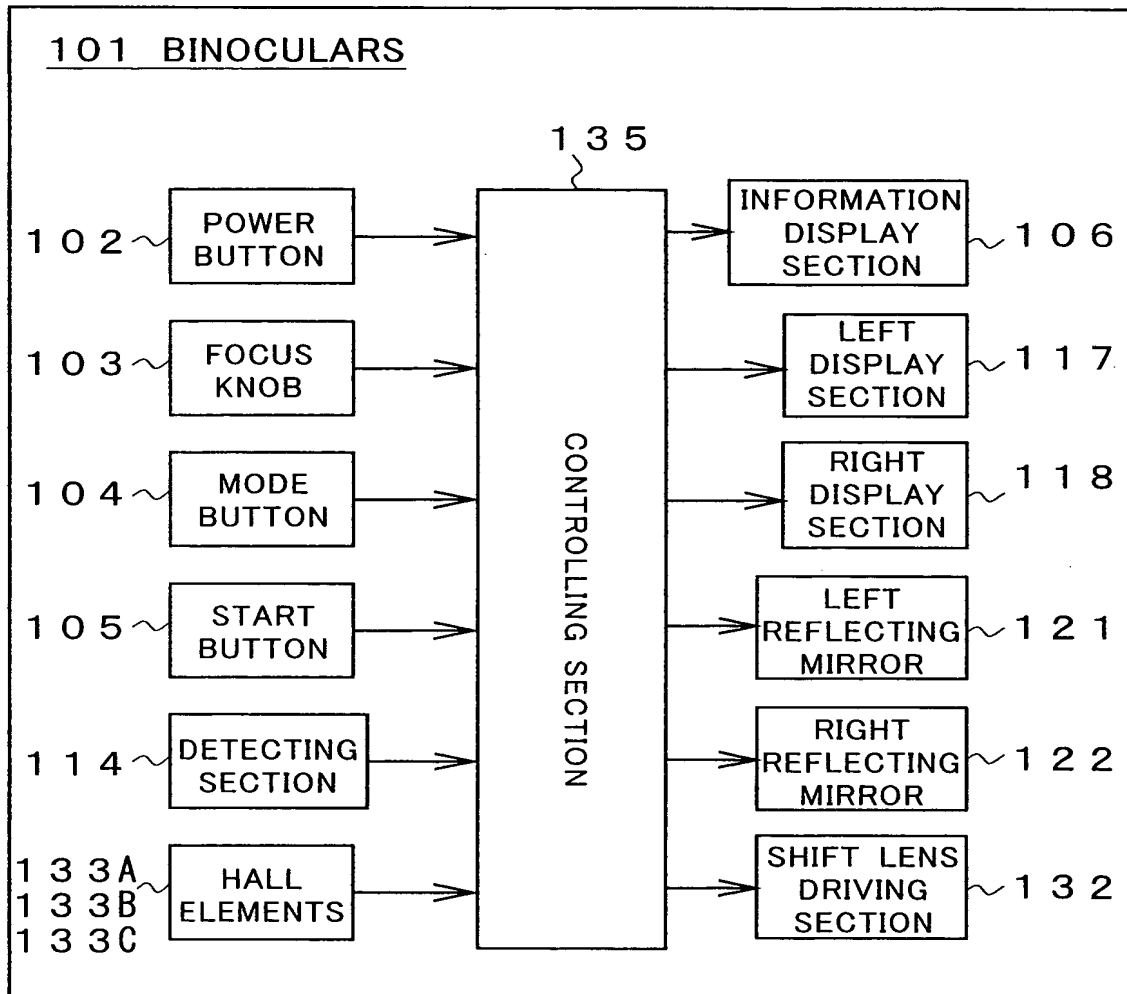 101 BINOCULARS
135
102
POWER
BUTTON
103
FOCUS
KNOB
104
MODE
BUTTON
105
START
BUTTON
114
DETECTING
SECTION
133A
133B
133C
HALL
ELEMENTS
CONTROLLING SECTION
INFORMATION
DISPLAY
SECTION
106
LEFT
DISPLAY
SECTION
117
RIGHT
DISPLAY
SECTION
118
LEFT
REFLECTING
MIRROR
121
RIGHT
REFLECTING
MIRROR
122
SHIFT LENS
DRIVING
SECTION
132